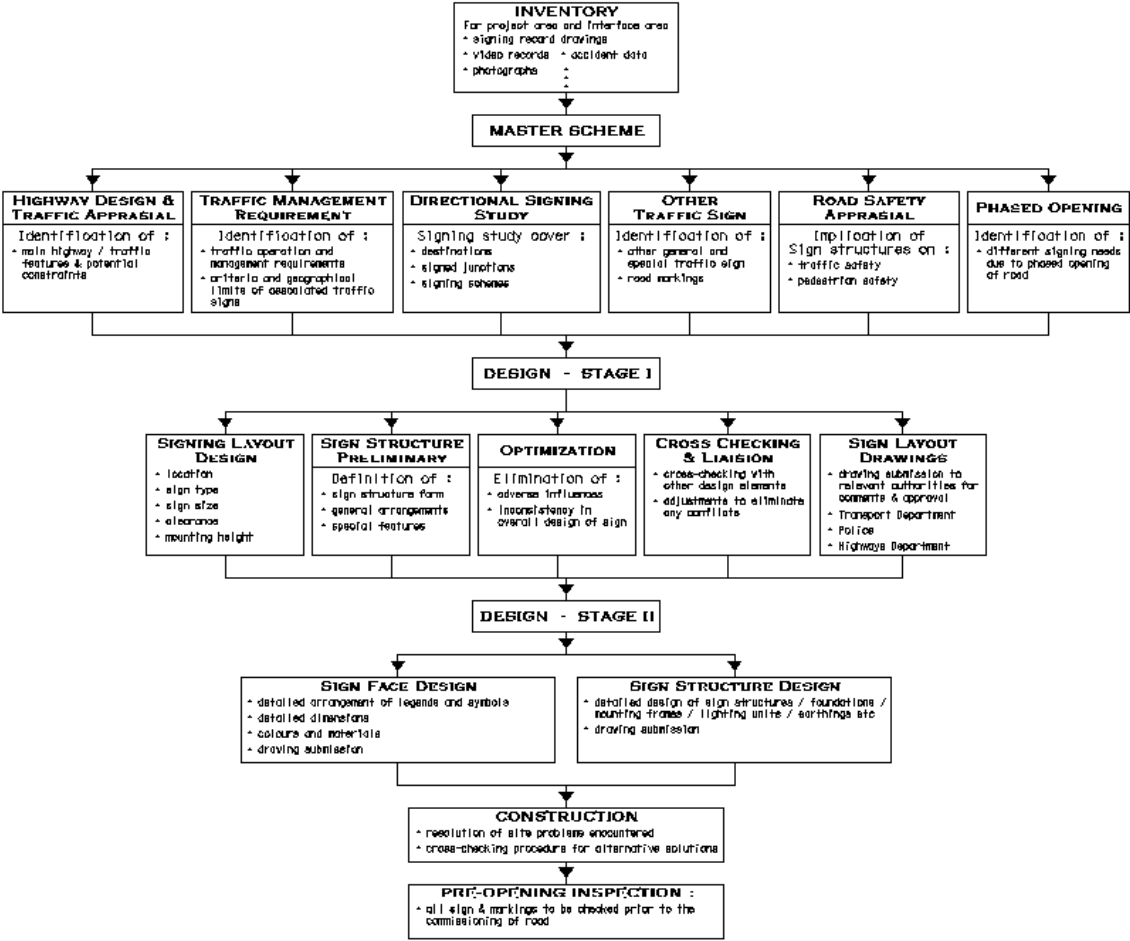 INVENTORY
For project area and interface area
* signing record drawings
* video records * accident data
* photographs *
*
*
MASTER SCHEME
HIGHWAY DESIGN &
TRAFFIC APPRASIAL
Identification of :
* main highway / traffic
features & potential
constraints
TRAFFIC MANAGEMENT
REQUIREMENT
Identification of :
* traffic operation and
management requirements
* criteria and geographical
limits of associated traffic
signs
DIRECTIONAL SIGNING
STUDY
Signing study cover :
* destinations
* signed junctions
* signing schemes
OTHER
TRAFFIC SIGN
Identification of :
* other general and
special traffic sign
* road markings
ROAD SAFETY
APPRAISIAL
Implication of
Sign structures on :
* traffic safety
* pedestrian safety
PHASED OPENING
Identification of :
* different signing needs
due to phased opening
of road
DESIGN - STAGE I
SIGNING LAYOUT
DESIGN
* location
* sign type
* sign size
* clearance
* mounting height
SIGN STRUCTURE
PRELIMINARY
Definition of :
* sign structure form
* general arrangements
* special features
OPTIMIZATION
Elimination of :
* adverse influences
* inconsistency in
overall design of sign
CROSS CHECKING
& LIAISION
* cross-checking with
other design elements
* adjustments to eliminate
any conflicts
SIGN LAYOUT
DRAWINGS
* drawing submission to
relevant authorities for
comments & approval
* Transport Department
* Police
* Highways Department
DESIGN - STAGE II
SIGN FACE DESIGN
* detailed arrangement of legends and symbols
* detailed dimensions
* colours and materials
* drawing submission
SIGN STRUCTURE DESIGN
* detailed design of sign structures / foundations /
mounting frames / lighting units / earthings etc
* drawing submission
CONSTRUCTION
* resolution of site problems encountered
* cross-checking procedure for alternative solutions
PRE-OPENING INSPECTION :
* all sign & markings to be checked prior to the
commissioning of road